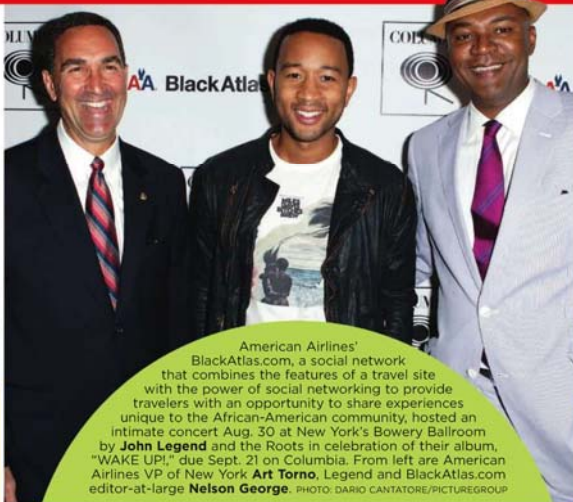 COLUM
COLU
AA BlackAtla
American Airlines'
BlackAtlas.com, a social network
that combines the features of a travel site
with the power of social networking to provide
travelers with an opportunity to share experiences
unique to the African-American community, hosted an
intimate concert Aug. 30 at New York's Bowery Ballroom
by John Legend and the Roots in celebration of their album,
"WAKE UP!," due Sept. 21 on Columbia. From left are American
Airlines VP of New York Art Torno, Legend and BlackAtlas.com
editor-at-large Nelson George. PHOTO: DARIO CANTATORE/PICTUREGROUP